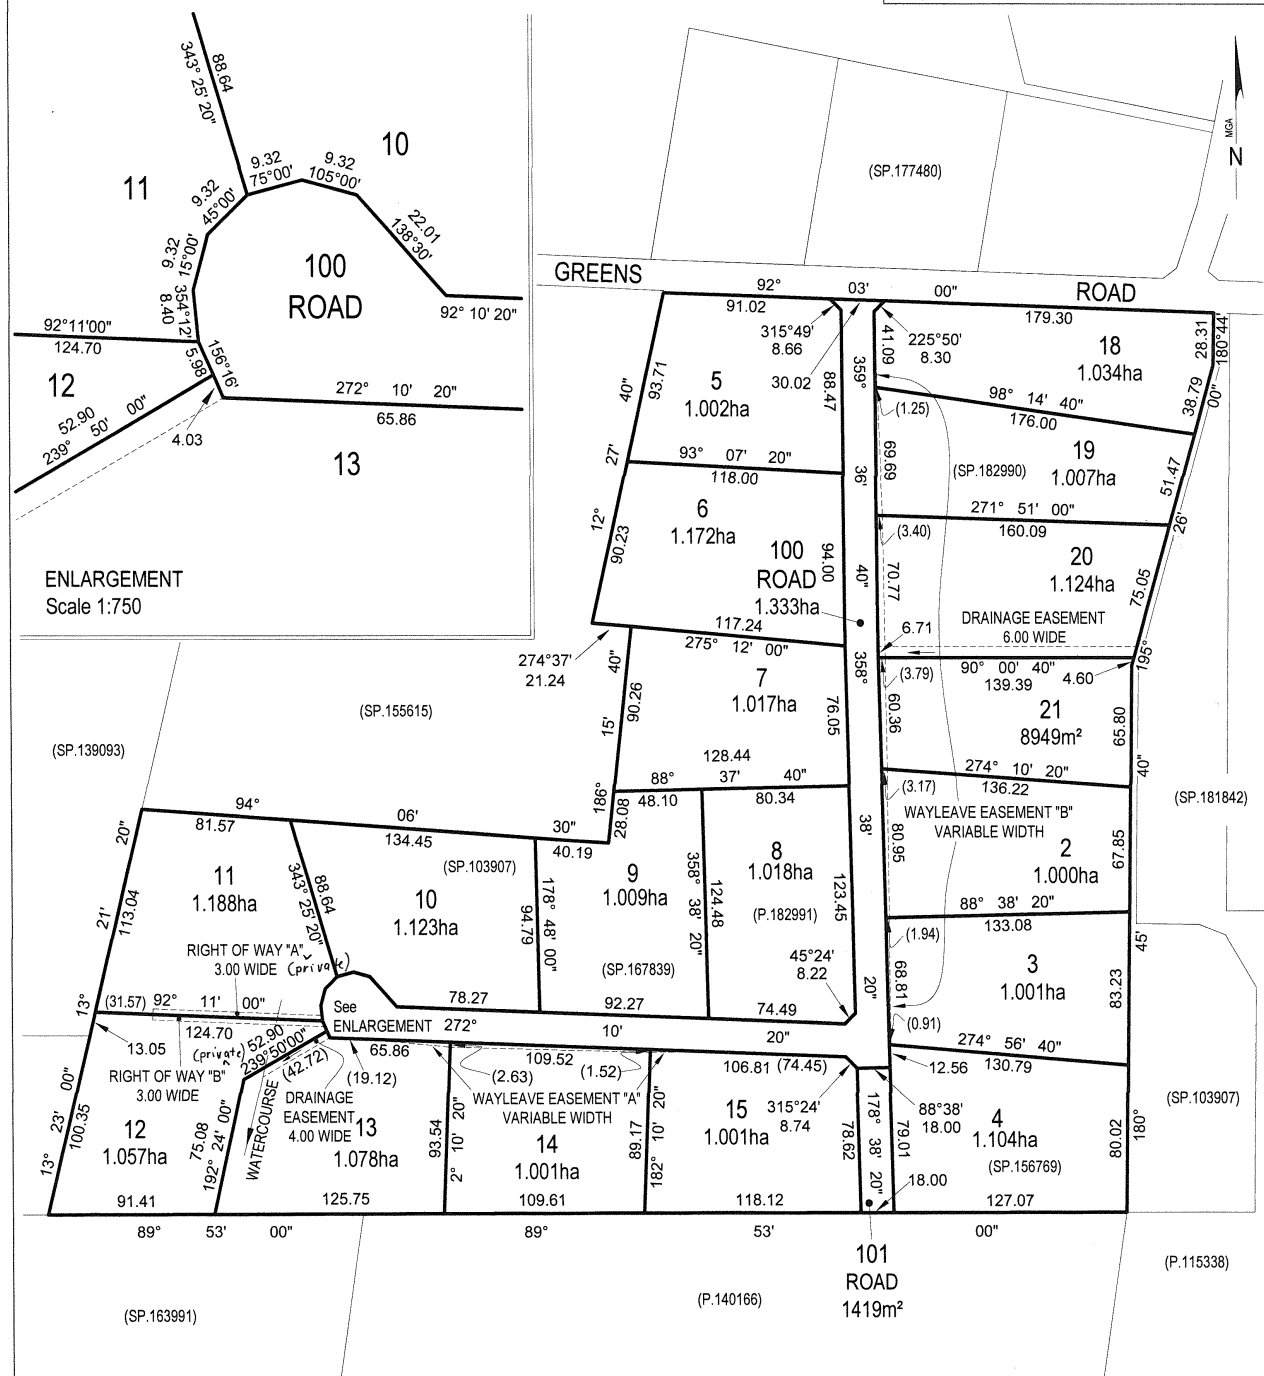 88.64
343° 25' 20"
11
10
9.32
75°00'
9.32
105°00'
9.32
45°00'
9.32
15°00'
22.01
138°30'
354°12'
8.40
100
ROAD
92° 10' 20"
92°11'00"
124.70
5.98
156°16'
12
52.90
239° 50' 00"
4.03
272° 10' 20"
65.86
13
ENLARGEMENT
Scale 1:750
MGA
N
(SP.177480)
GREENS ROAD
92° 03' 00"
91.02
179.30
315°49'
8.66
30.02
225°50'
8.30
41.09
28.31
180°44'
00"
38.79
18
1.034ha
5
1.002ha
93.71
40"
27'
12°
88.47
359°
36'
40"
(1.25)
98° 14' 40"
176.00
93° 07' 20"
118.00
69.69
(SP.182990)
19
1.007ha
51.47
26'
6
1.172ha
90.23
94.00
100
ROAD
1.333ha
271° 51' 00"
160.09
(3.40)
70.77
20
1.124ha
75.05
195°
DRAINAGE EASEMENT
6.00 WIDE
6.71
117.24
275° 12' 00"
274°37'
21.24
40"
15'
186°
90.26
7
1.017ha
76.05
358°
38'
20"
(3.79)
90° 00' 40"
139.39
4.60
60.36
21
8949m²
65.80
40"
(SP.155615)
(SP.139093)
128.44
88° 37' 40"
48.10
80.34
28.08
274° 10' 20"
136.22
(3.17)
(SP.181842)
WAYLEAVE EASEMENT "B"
VARIABLE WIDTH
80.95
2
1.000ha
67.85
94° 06' 30"
81.57
134.45
40.19
20"
21'
13°
113.04
11
1.188ha
343° 25' 20"
88.64
(SP.103907)
10
1.123ha
94.79
178° 48' 00"
9
1.009ha
(SP.167839)
358° 38' 20"
124.48
8
1.018ha
(P.182991)
123.45
45°24'
8.22
88° 38' 20"
133.08
(1.94)
68.81
3
1.001ha
83.23
45'
RIGHT OF WAY "A"
3.00 WIDE (private)
(31.57)
92° 11' 00"
124.70
See
ENLARGEMENT
78.27
92.27
74.49
272° 10' 20"
(0.91)
274° 56' 40"
130.79
12.56
13.05
(private)
52.90
239°50'00"
(42.72)
65.86
109.52
106.81
(74.45)
(19.12)
(2.63)
(1.52)
RIGHT OF WAY "B"
3.00 WIDE
WATERCOURSE
DRAINAGE
EASEMENT
4.00 WIDE
WAYLEAVE EASEMENT "A"
VARIABLE WIDTH
315°24'
8.74
88°38'
18.00
(SP.103907)
00"
23'
13°
100.35
12
1.057ha
75.08
192° 24' 00"
13
1.078ha
93.54
2° 10' 20"
14
1.001ha
89.17
182° 10' 20"
15
1.001ha
78.62
178° 38' 20"
79.01
4
1.104ha
(SP.156769)
80.02
180°
18.00
91.41
125.75
109.61
118.12
127.07
89° 53' 00"
89° 53' 00"
101
ROAD
1419m²
(SP.163991)
(P.140166)
(P.115338)